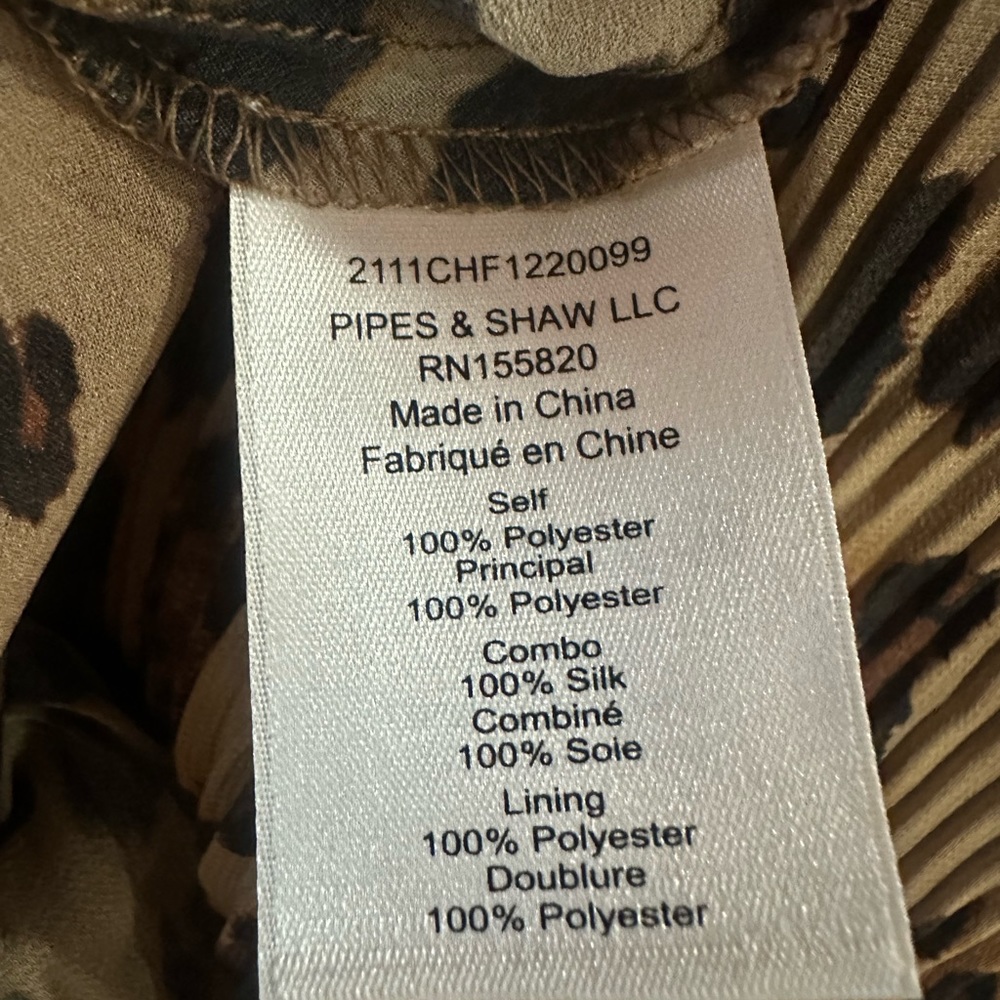 2111CHF1220099
PIPES & SHAW LLC
RN155820
Made in China
Fabriqué en Chine
Self
100% Polyester
Principal
100% Polyester
Combo
100% Silk
Combiné
100% Soie
Lining
100% Polyester
Doublure
100% Polyester